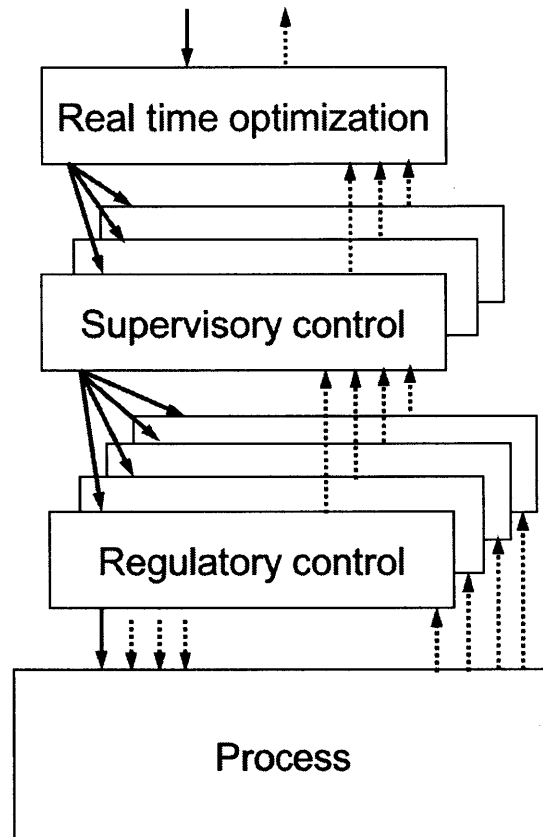 Real time optimization
Supervisory control
Regulatory control
Process